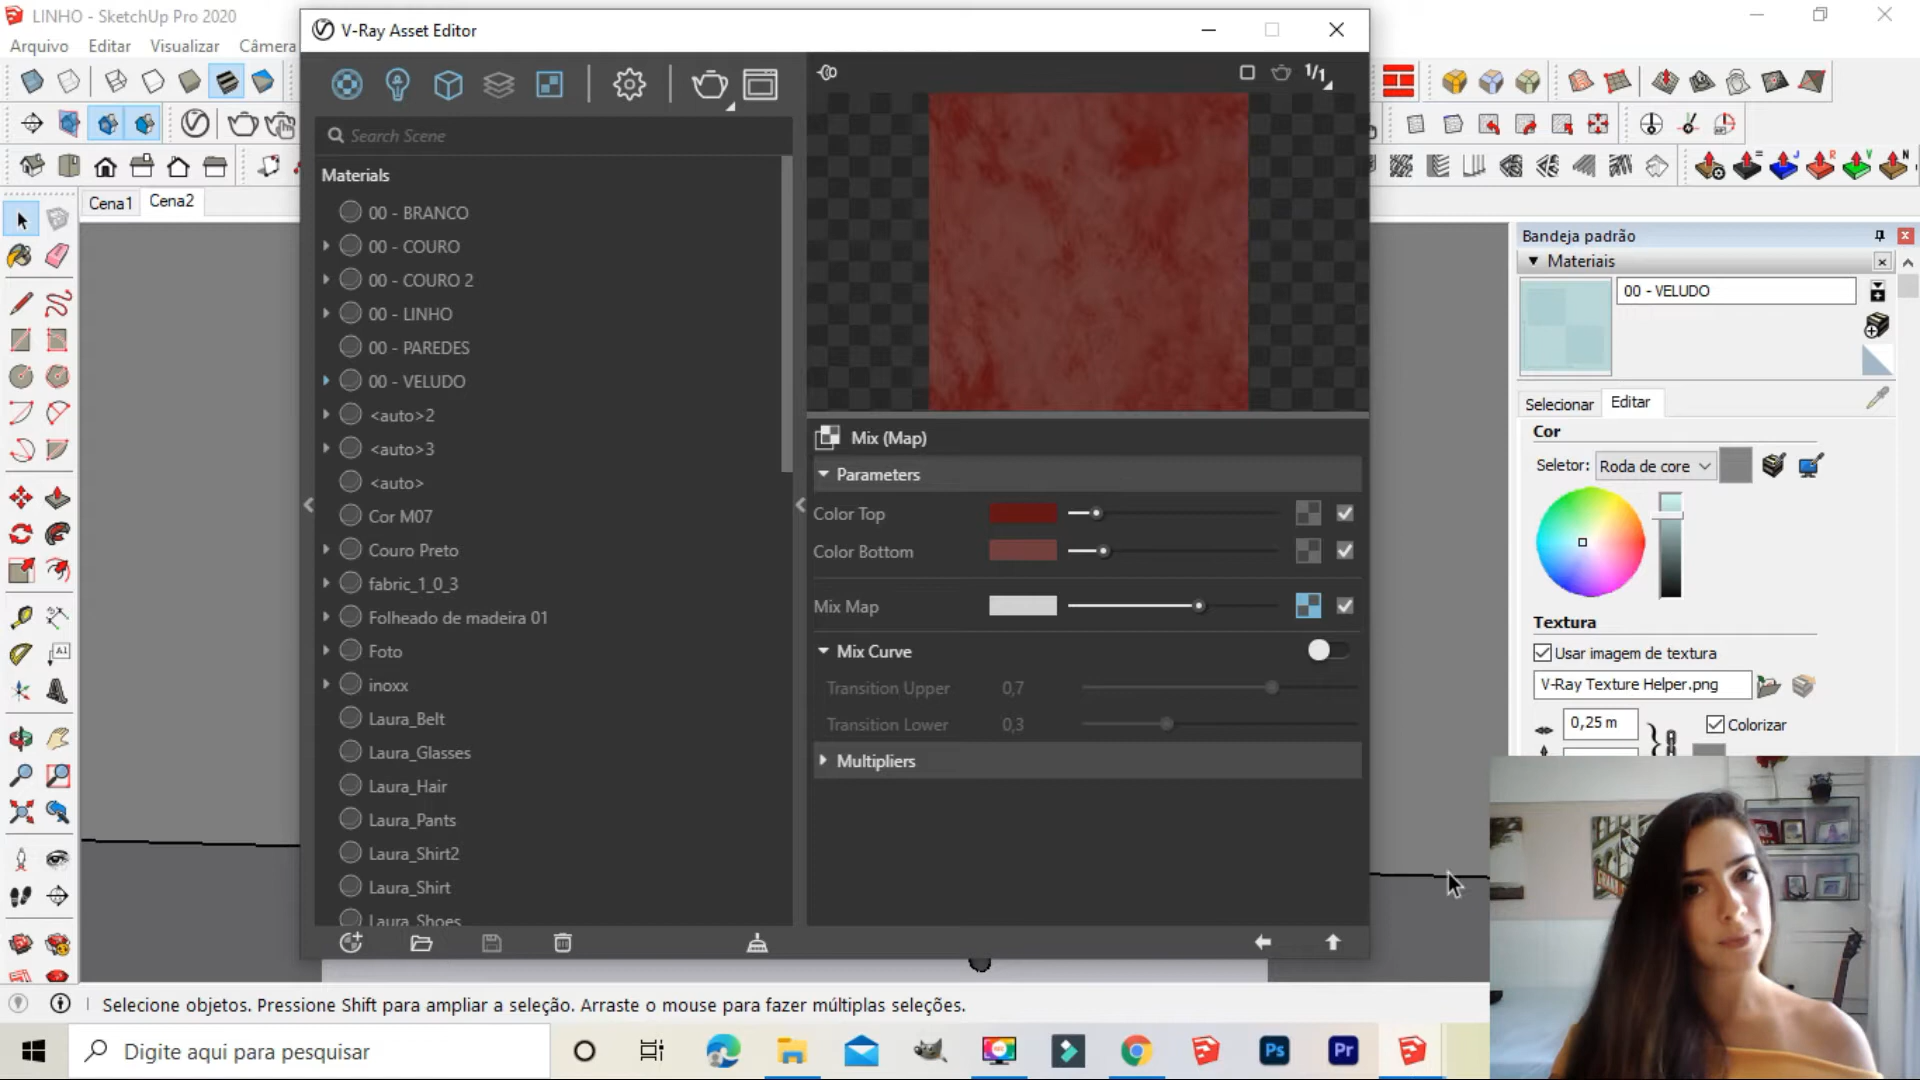 LINHO - SketchUp Pro 2020
Arquivo
Editar
Visualizar
Câmera
V-Ray Asset Editor
1/1
Search Scene
Cena1
Cena2
Materials
00 - BRANCO
00 - COURO
00 - COURO 2
00 - LINHO
00 - PAREDES
00 - VELUDO
<auto>2
<auto>3
<auto>
Cor M07
Couro Preto
fabric_1_0_3
Folheado de madeira 01
Foto
inoxx
Laura_Belt
Laura_Glasses
Laura_Hair
Laura_Pants
Laura_Shirt2
Laura_Shirt
Laura_Shoes
Mix (Map)
Parameters
Color Top
Color Bottom
Mix Map
Mix Curve
Transition Upper 0,7
Transition Lower 0,3
Multipliers
Bandeja padrão
Materiais
00 - VELUDO
Selecionar
Editar
Cor
Seletor: Roda de core
Textura
Usar imagem de textura
V-Ray Texture Helper.png
0,25 m
Colorizar
Selecione objetos. Pressione Shift para ampliar a seleção. Arraste o mouse para fazer múltiplas seleções.
Digite aqui para pesquisar
Ps
Pr